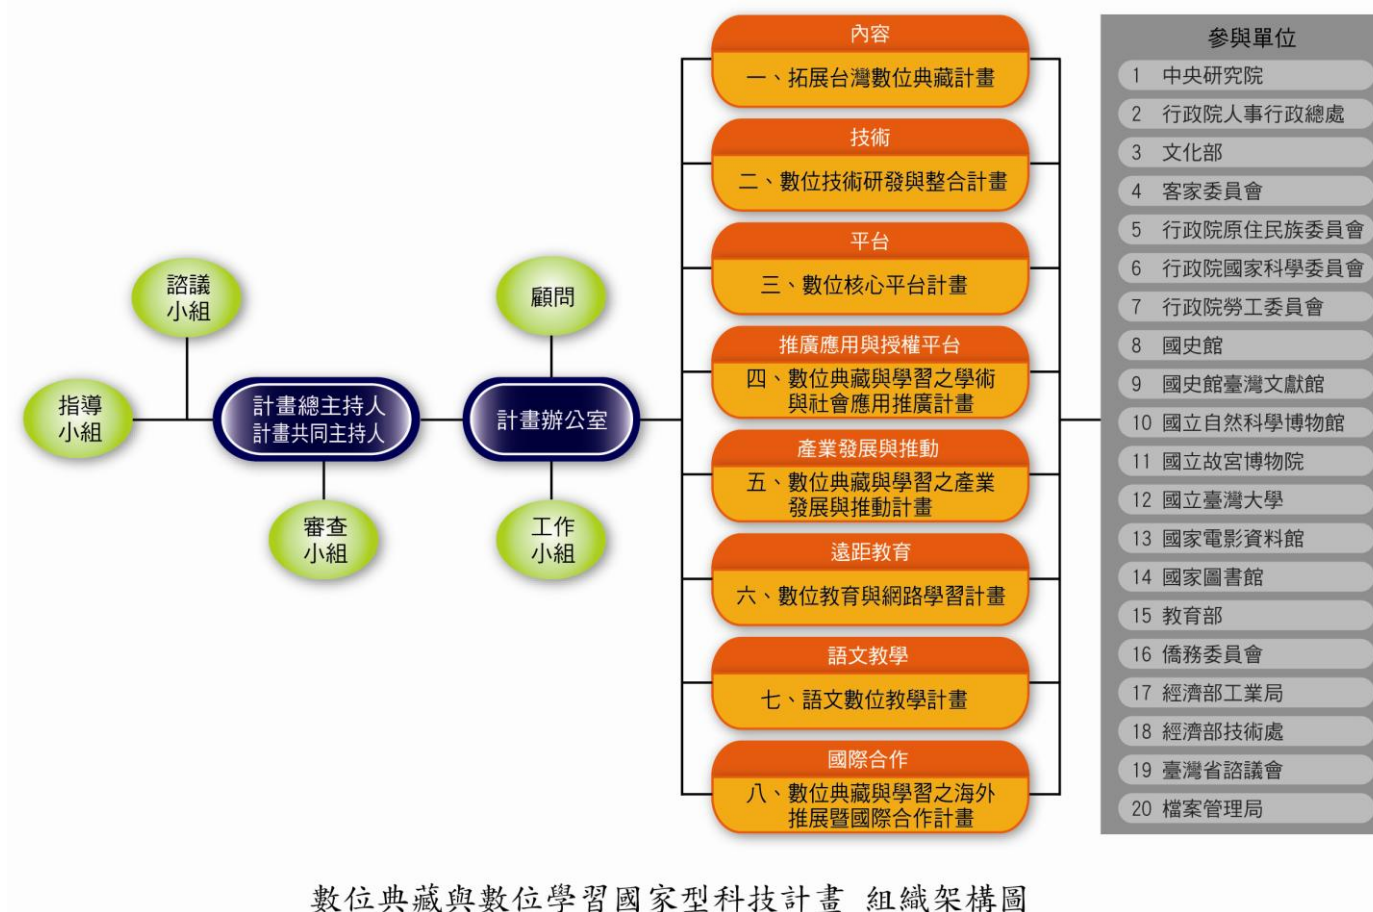 諮議
小組
指導
小組
計畫總主持人
計畫共同主持人
審查
小組
顧問
計畫辦公室
工作
小組
內容
一、拓展台灣數位典藏計畫
技術
二、數位技術研發與整合計畫
平台
三、數位核心平台計畫
推廣應用與授權平台
四、數位典藏與學習之學術
與社會應用推廣計畫
產業發展與推動
五、數位典藏與學習之產業
發展與推動計畫
遠距教育
六、數位教育與網路學習計畫
語文教學
七、語文數位教學計畫
國際合作
八、數位典藏與學習之海外
推展暨國際合作計畫
參與單位
1 中央研究院
2 行政院人事行政總處
3 文化部
4 客家委員會
5 行政院原住民族委員會
6 行政院國家科學委員會
7 行政院勞工委員會
8 國史館
9 國史館臺灣文獻館
10 國立自然科學博物館
11 國立故宮博物院
12 國立臺灣大學
13 國家電影資料館
14 國家圖書館
15 教育部
16 僑務委員會
17 經濟部工業局
18 經濟部技術處
19 臺灣省諮議會
20 檔案管理局
數位典藏與數位學習國家型科技計畫 組織架構圖